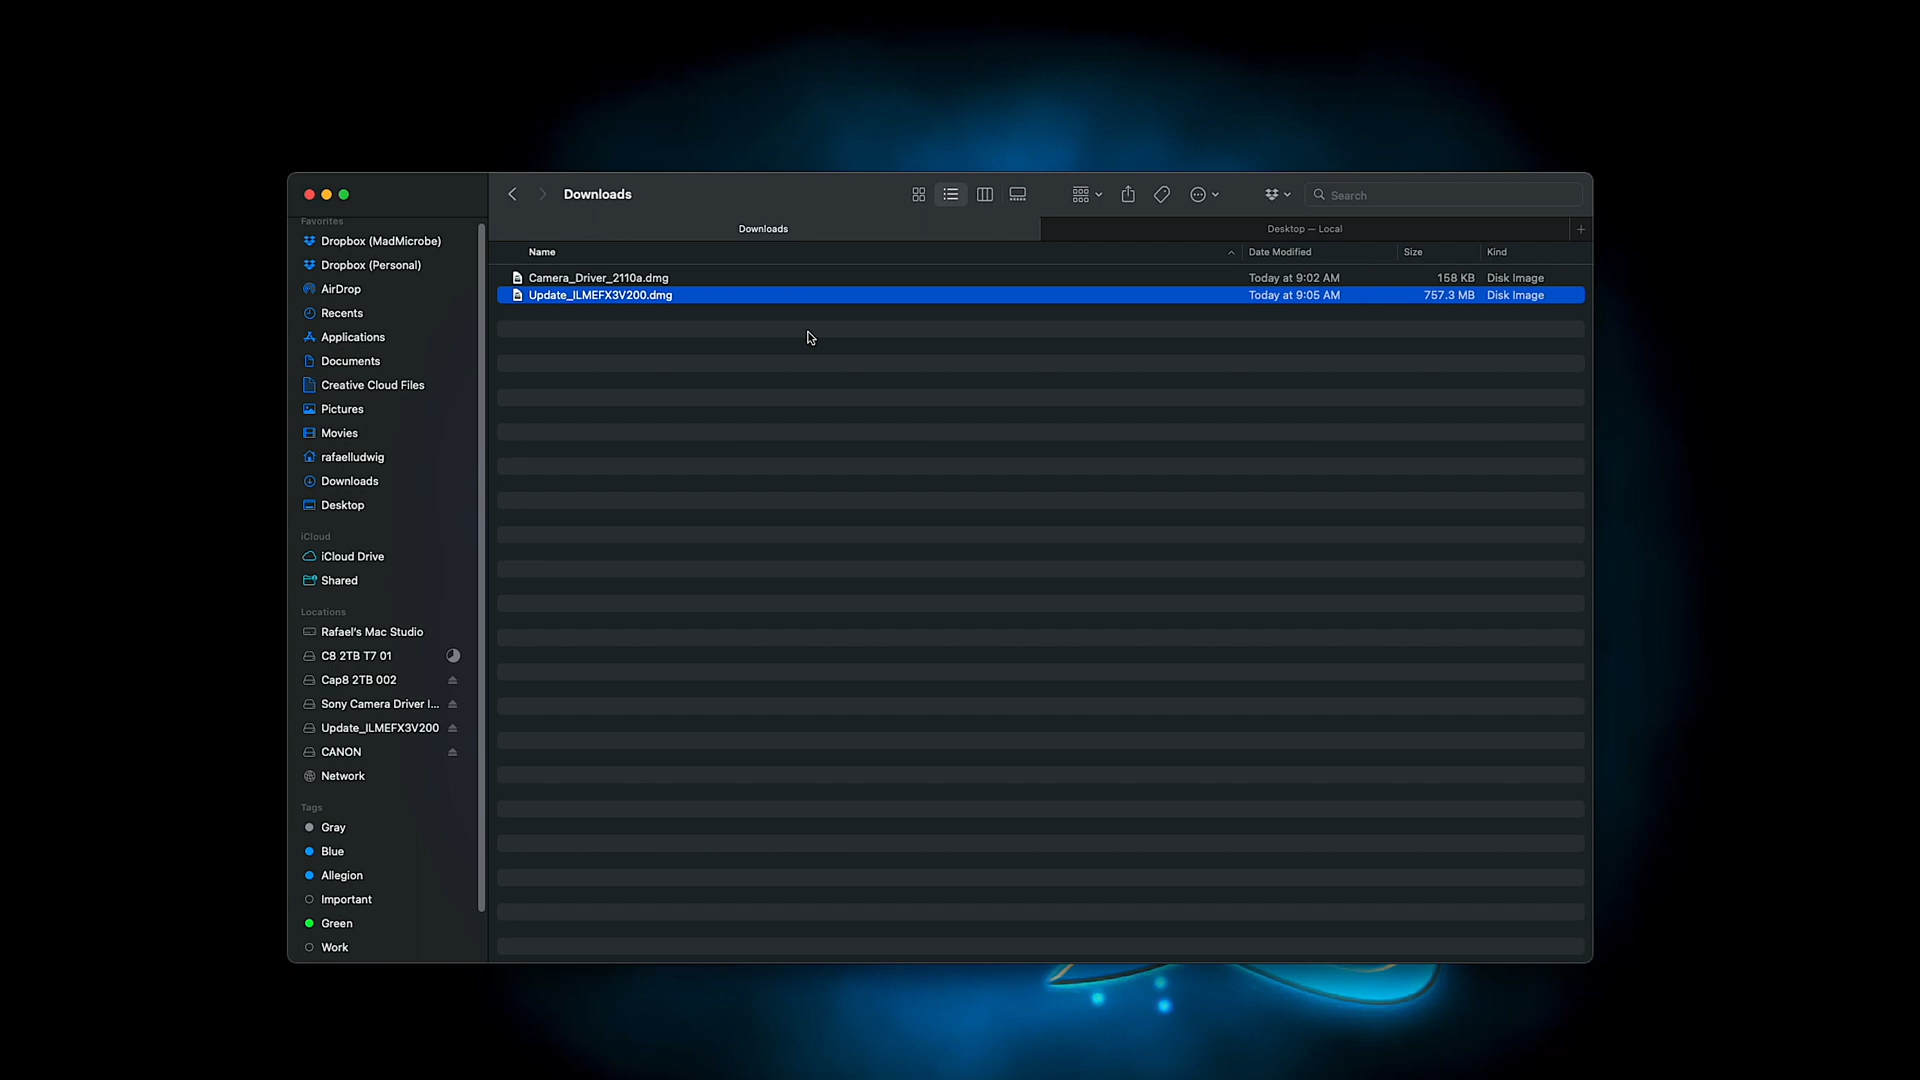 Downloads
Search
Downloads
Desktop — Local
Name
Date Modified
Size
Kind
Camera_Driver_2110a.dmg
Today at 9:02 AM
158 KB
Disk Image
Update_ILMEFX3V200.dmg
Today at 9:05 AM
757.3 MB
Disk Image
Favorites
Dropbox (MadMicrobe)
Dropbox (Personal)
AirDrop
Recents
Applications
Documents
Creative Cloud Files
Pictures
Movies
rafaelludwig
Downloads
Desktop
iCloud
iCloud Drive
Shared
Locations
Rafael's Mac Studio
C8 2TB T7 01
Cap8 2TB 002
Sony Camera Driver I...
Update_ILMEFX3V200
CANON
Network
Tags
Gray
Blue
Allegion
Important
Green
Work